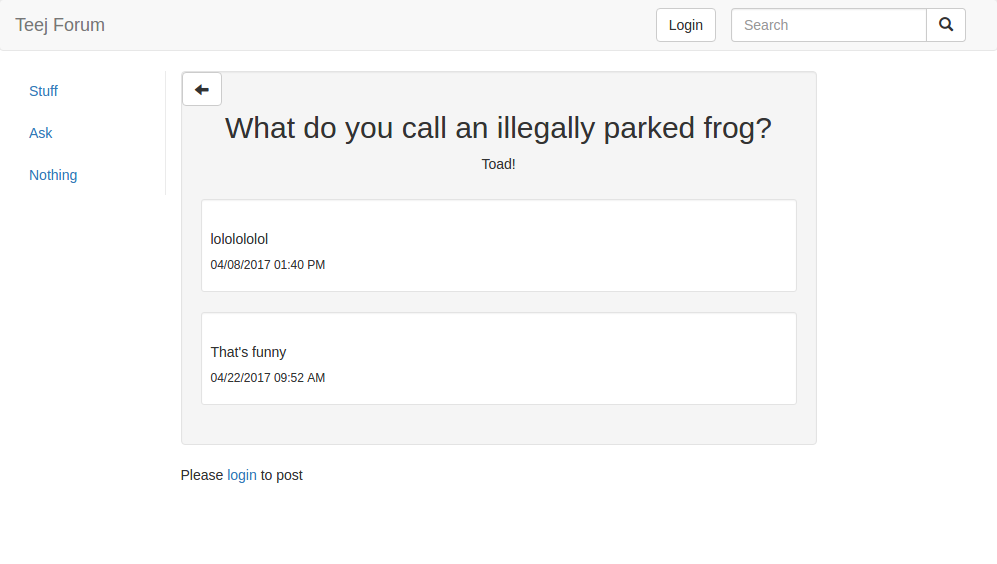 Teej Forum
Login
Search
Stuff
Ask
Nothing
What do you call an illegally parked frog?
Toad!
lolololol
04/08/2017 01:40 PM
That's funny
04/22/2017 09:52 AM
Please login to post